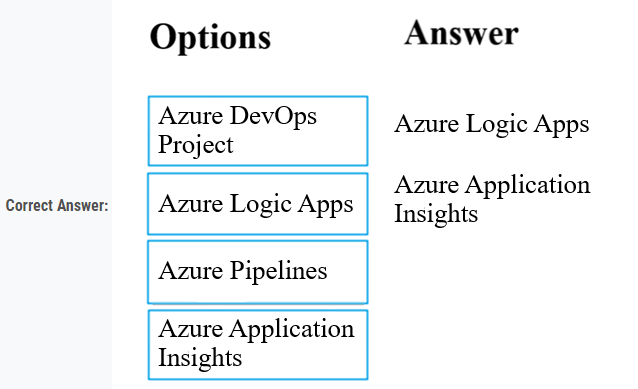 Options
Answer
Azure DevOps
Project
Azure Logic Apps
Azure Logic Apps
Azure Application
Insights
Correct Answer:
Azure Pipelines
Azure Application
Insights